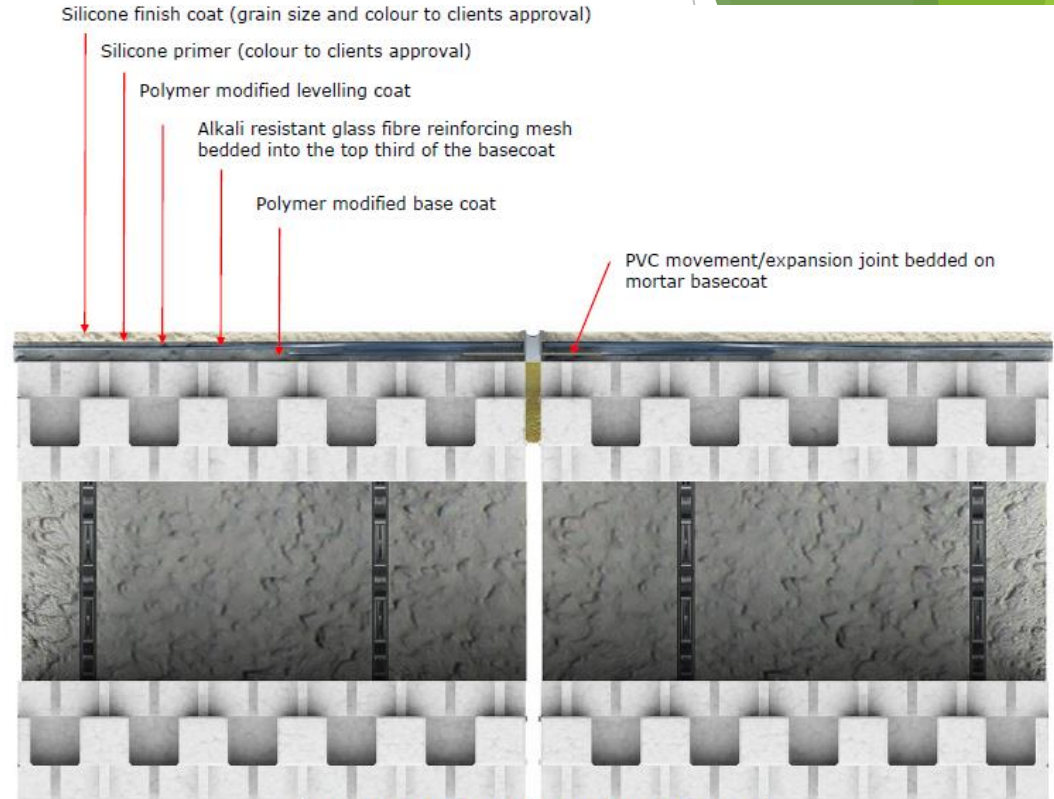 Silicone finish coat (grain size and colour to clients approval)
Silicone primer (colour to clients approval)
Polymer modified levelling coat
Alkali resistant glass fibre reinforcing mesh
bedded into the top third of the basecoat
Polymer modified base coat
PVC movement/expansion joint bedded on
mortar basecoat